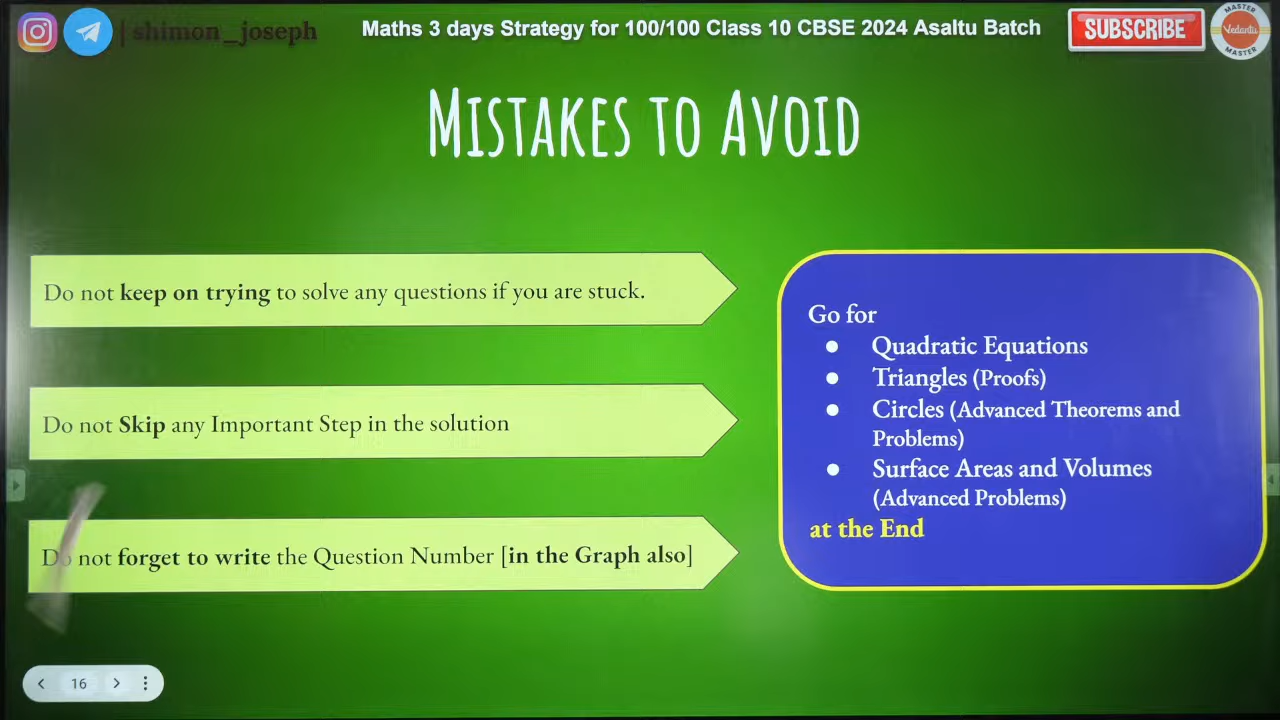 | shimon_joseph
Maths 3 days Strategy for 100/100 Class 10 CBSE 2024 Asaltu Batch
SUBSCRIBE
MASTER
Vedantu
MASTER
MISTAKES TO AVOID
Do not keep on trying to solve any questions if you are stuck.
Do not Skip any Important Step in the solution
Do not forget to write the Question Number [in the Graph also]
Go for
● Quadratic Equations
● Triangles (Proofs)
● Circles (Advanced Theorems and
Problems)
● Surface Areas and Volumes
(Advanced Problems)
at the End
16